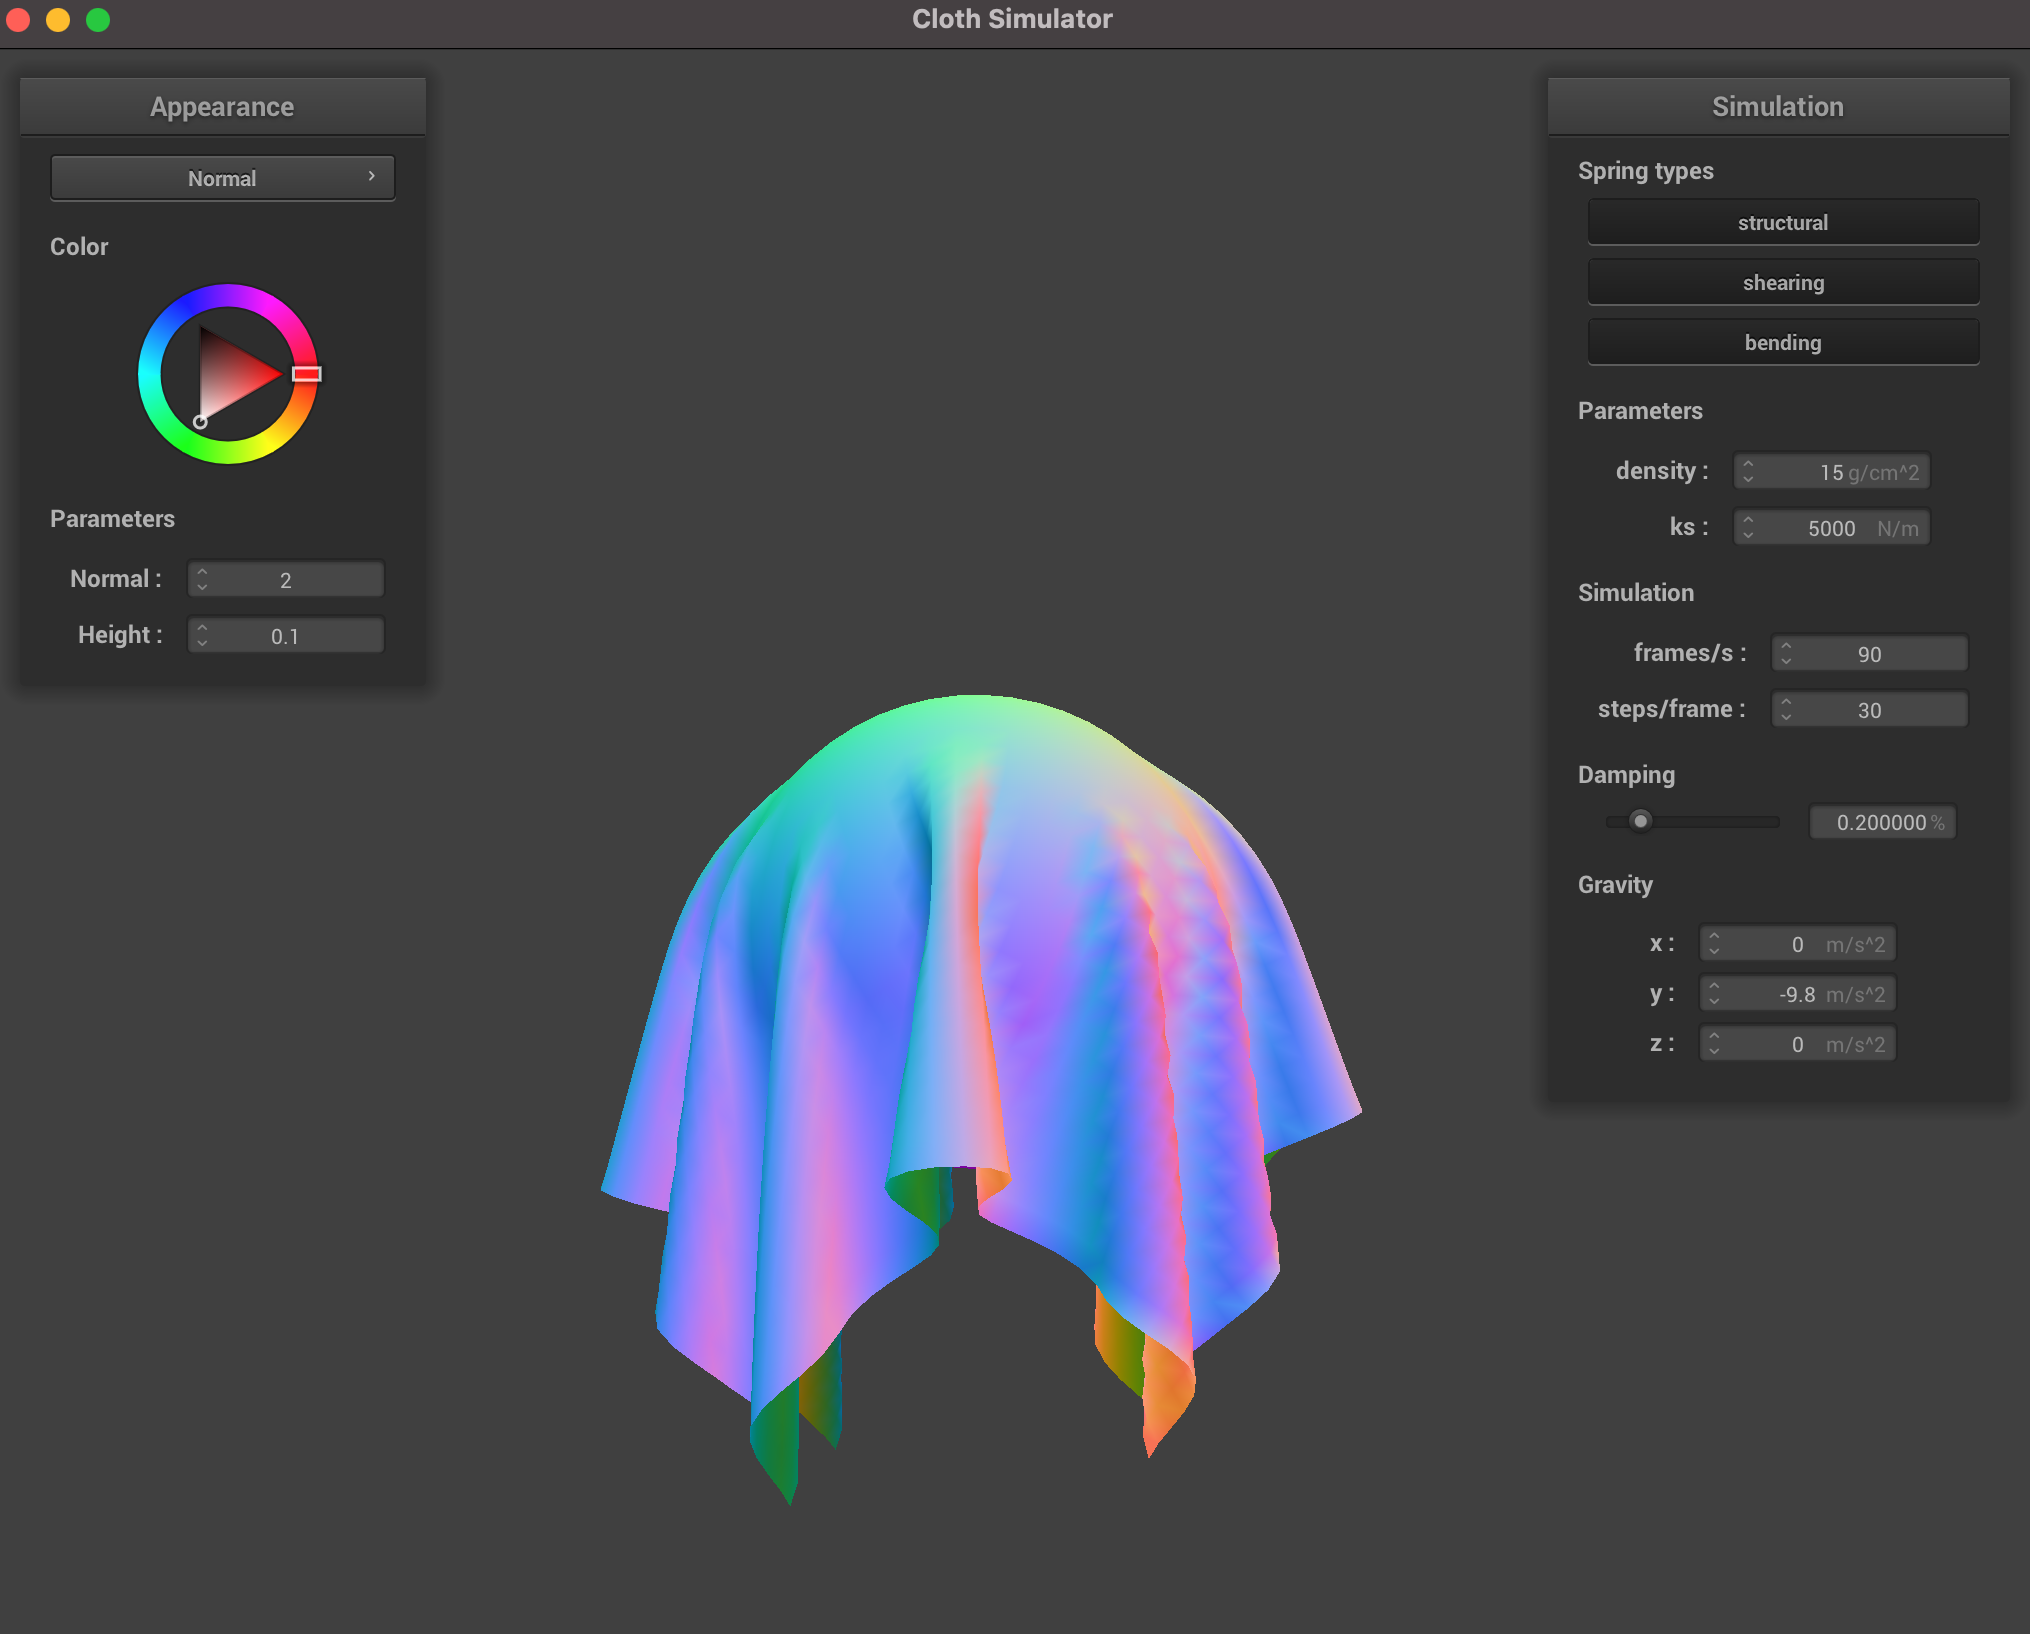 Cloth Simulator
Appearance
Normal
Color
Parameters
Normal : 2
Height : 0.1
Simulation
Spring types
structural
shearing
bending
Parameters
density : 15 g/cm^2
ks : 5000 N/m
Simulation
frames/s : 90
steps/frame : 30
Damping
0.200000 %
Gravity
x : 0 m/s^2
y : -9.8 m/s^2
z : 0 m/s^2